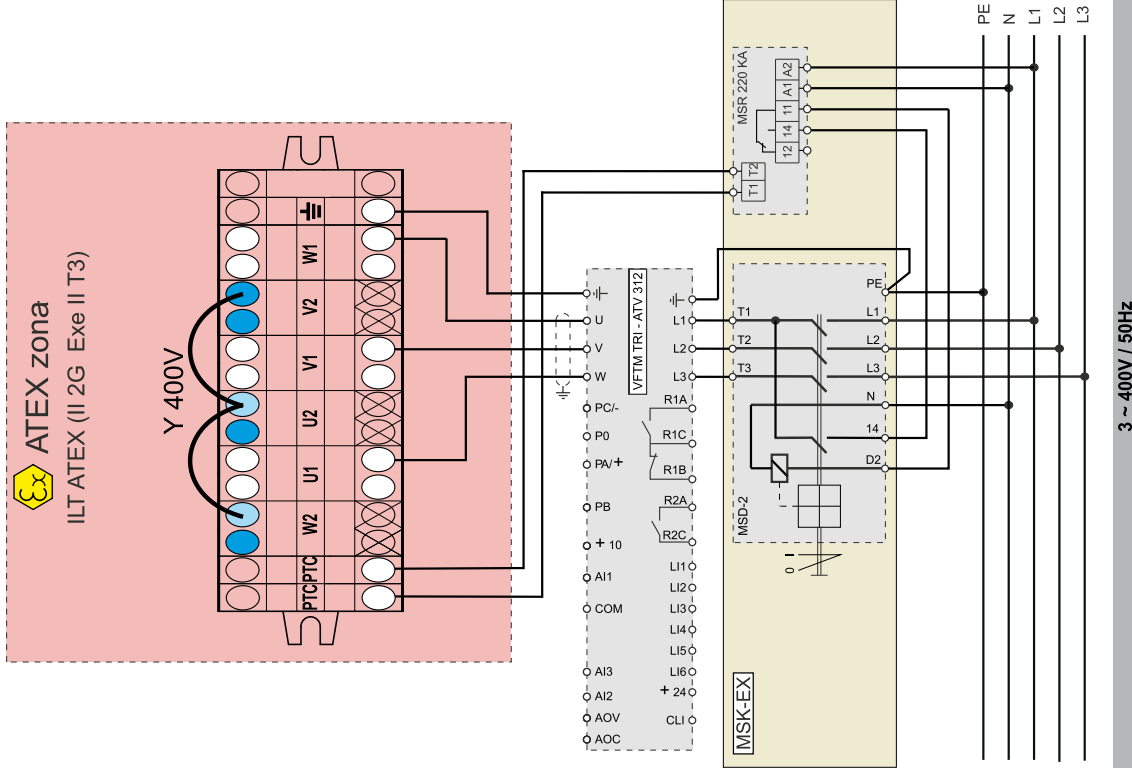 Ex
ATEX zona
ILT ATEX (II 2G Exe II T3)
Y 400V
W1
V2
V1
U2
U1
W2
PTC
PTC
VFTM TRI - ATV 312
U
V
W
PC/-
P0
PA/+
PB
+ 10
AI1
COM
AI3
AI2
AOV
AOC
L1
L2
L3
R1A
R1C
R1B
R2A
R2C
LI1
LI2
LI3
LI4
LI5
LI6
+ 24
CLI
MSR 220 KA
A2
A1
11
14
12
T2
T1
MSD-2
T1
T2
T3
PE
L1
L2
L3
N
14
D2
0
I
MSK-EX
PE
N
L1
L2
L3
3 ~ 400V / 50Hz